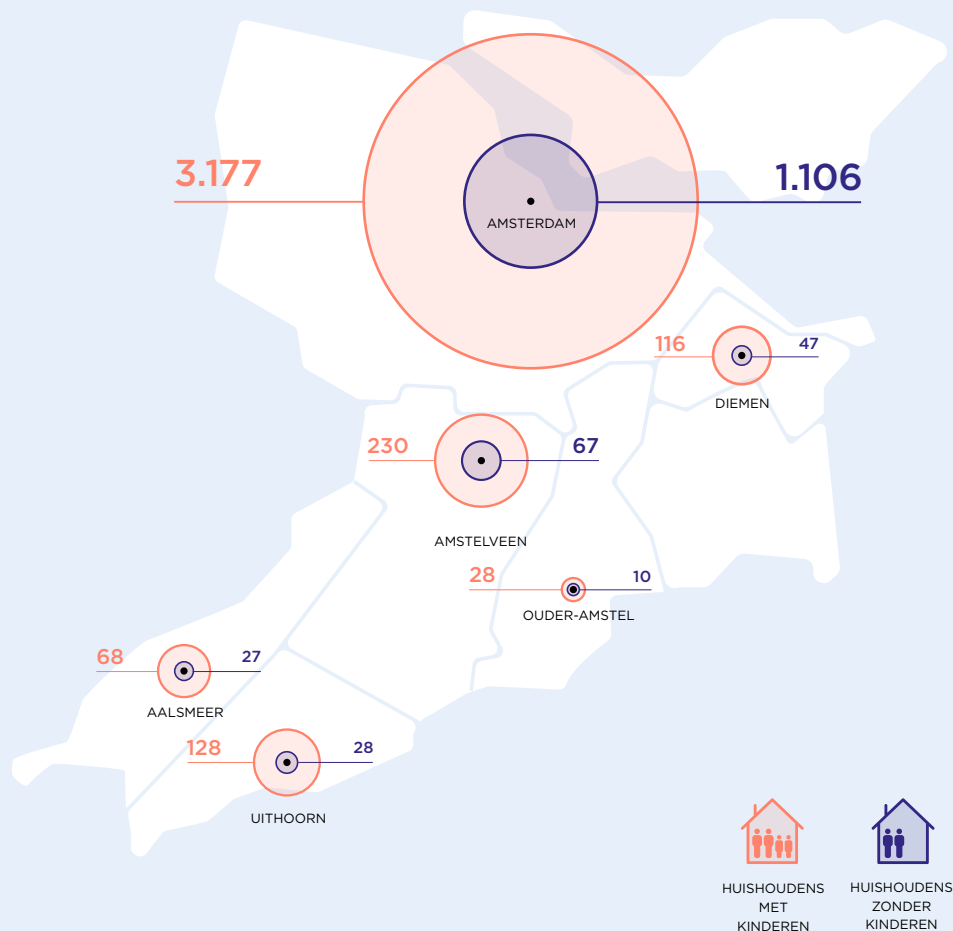 3.177
1.106
AMSTERDAM
116
47
DIEMEN
230
67
AMSTELVEEN
28
10
OUDER-AMSTEL
68
27
AALSMEER
128
28
UITHOORN
HUISHOUDENS
MET
KINDEREN
HUISHOUDENS
ZONDER
KINDEREN